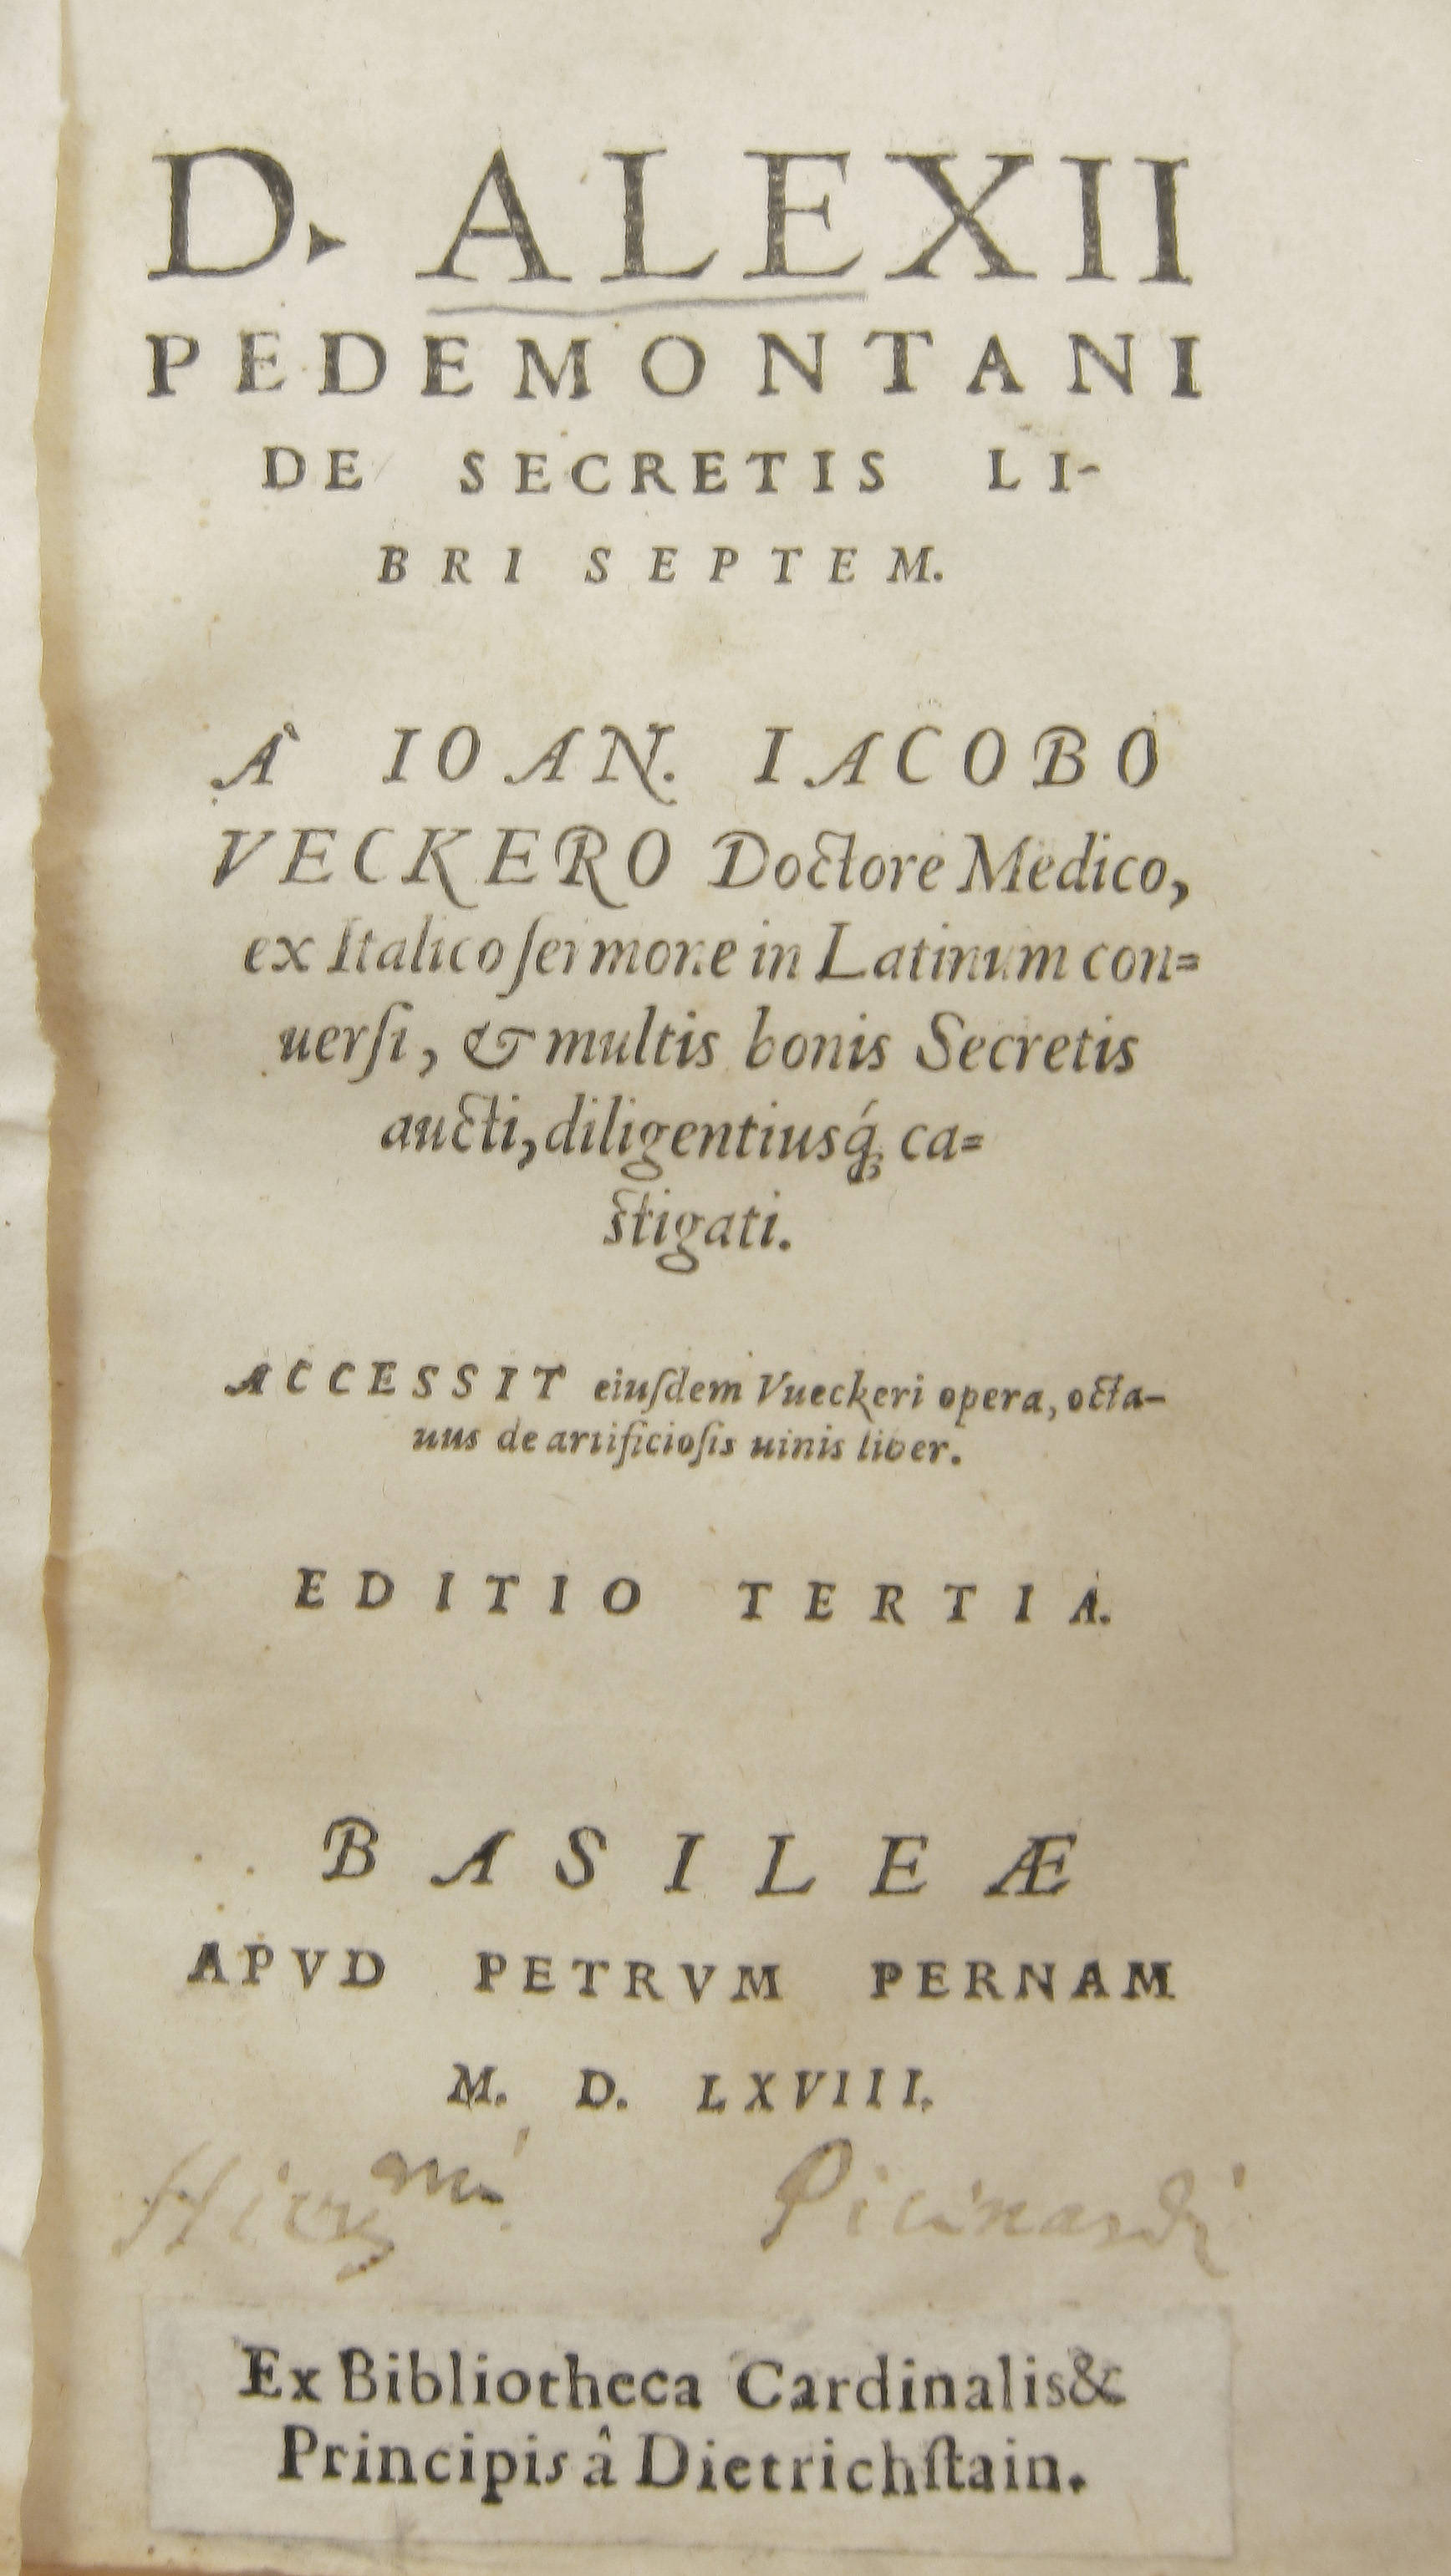 D. ALEXII
PEDEMONTANI
DE SECRETIS LI-
BRI SEPTEM.
À IOAN. IACOBO
VECKERO Doctore Medico,
ex Italico ſermone in Latinum con=
uerſi, & multis bonis Secretis
aucti, diligentiusq́; ca=
ſtigati.
ACCESSIT eiuſdem Vueckeri opera, octa-
uus de artificioſis uinis liber.
EDITIO TERTIA.
BASILEÆ
APVD PETRVM PERNAM
M. D. LXVIII.
Picinardi
Ex Bibliotheca Cardinalis &
Principis â Dietrichſtain.